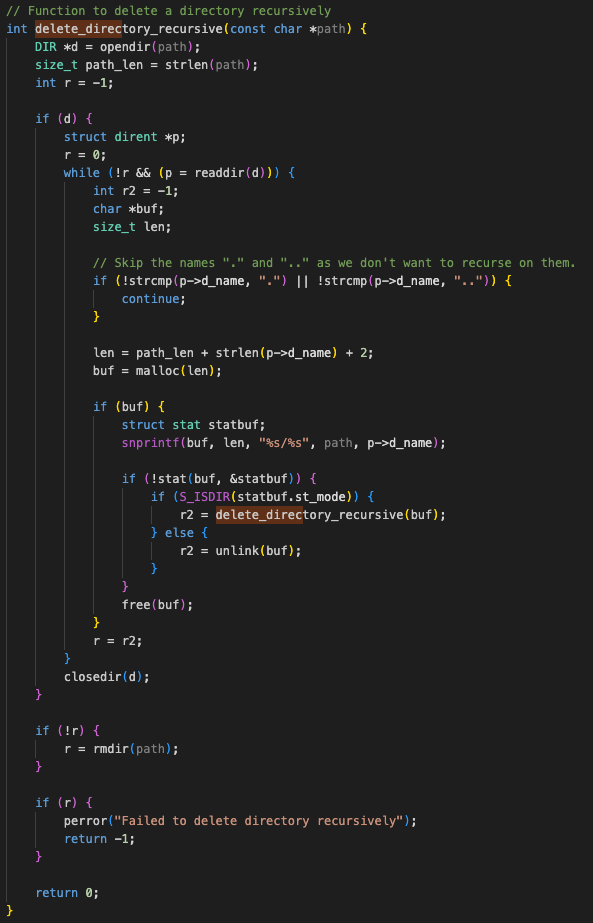 // Function to delete a directory recursively
int delete_directory_recursive(const char *path) {
    DIR *d = opendir(path);
    size_t path_len = strlen(path);
    int r = -1;

    if (d) {
        struct dirent *p;
        r = 0;
        while (!r && (p = readdir(d))) {
            int r2 = -1;
            char *buf;
            size_t len;

            // Skip the names "." and ".." as we don't want to recurse on them.
            if (!strcmp(p->d_name, ".") || !strcmp(p->d_name, "..")) {
                continue;
            }

            len = path_len + strlen(p->d_name) + 2;
            buf = malloc(len);

            if (buf) {
                struct stat statbuf;
                snprintf(buf, len, "%s/%s", path, p->d_name);

                if (!stat(buf, &statbuf)) {
                    if (S_ISDIR(statbuf.st_mode)) {
                        r2 = delete_directory_recursive(buf);
                    } else {
                        r2 = unlink(buf);
                    }
                }
                free(buf);
            }
            r = r2;
        }
        closedir(d);
    }

    if (!r) {
        r = rmdir(path);
    }

    if (r) {
        perror("Failed to delete directory recursively");
        return -1;
    }

    return 0;
}